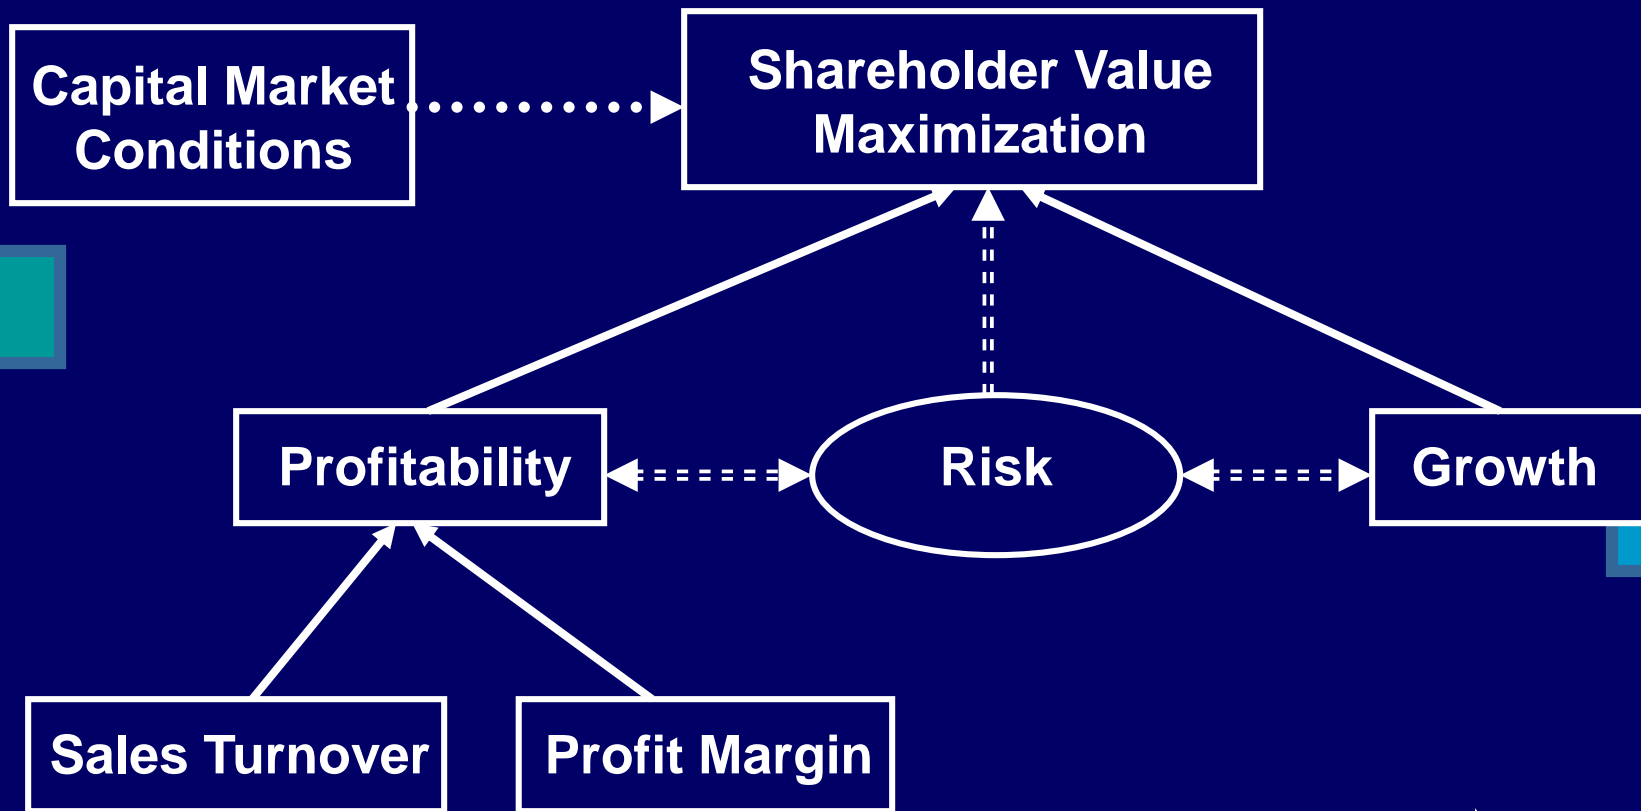 Capital Market
Conditions
Shareholder Value
Maximization
Profitability
Risk
Growth
Sales Turnover
Profit Margin